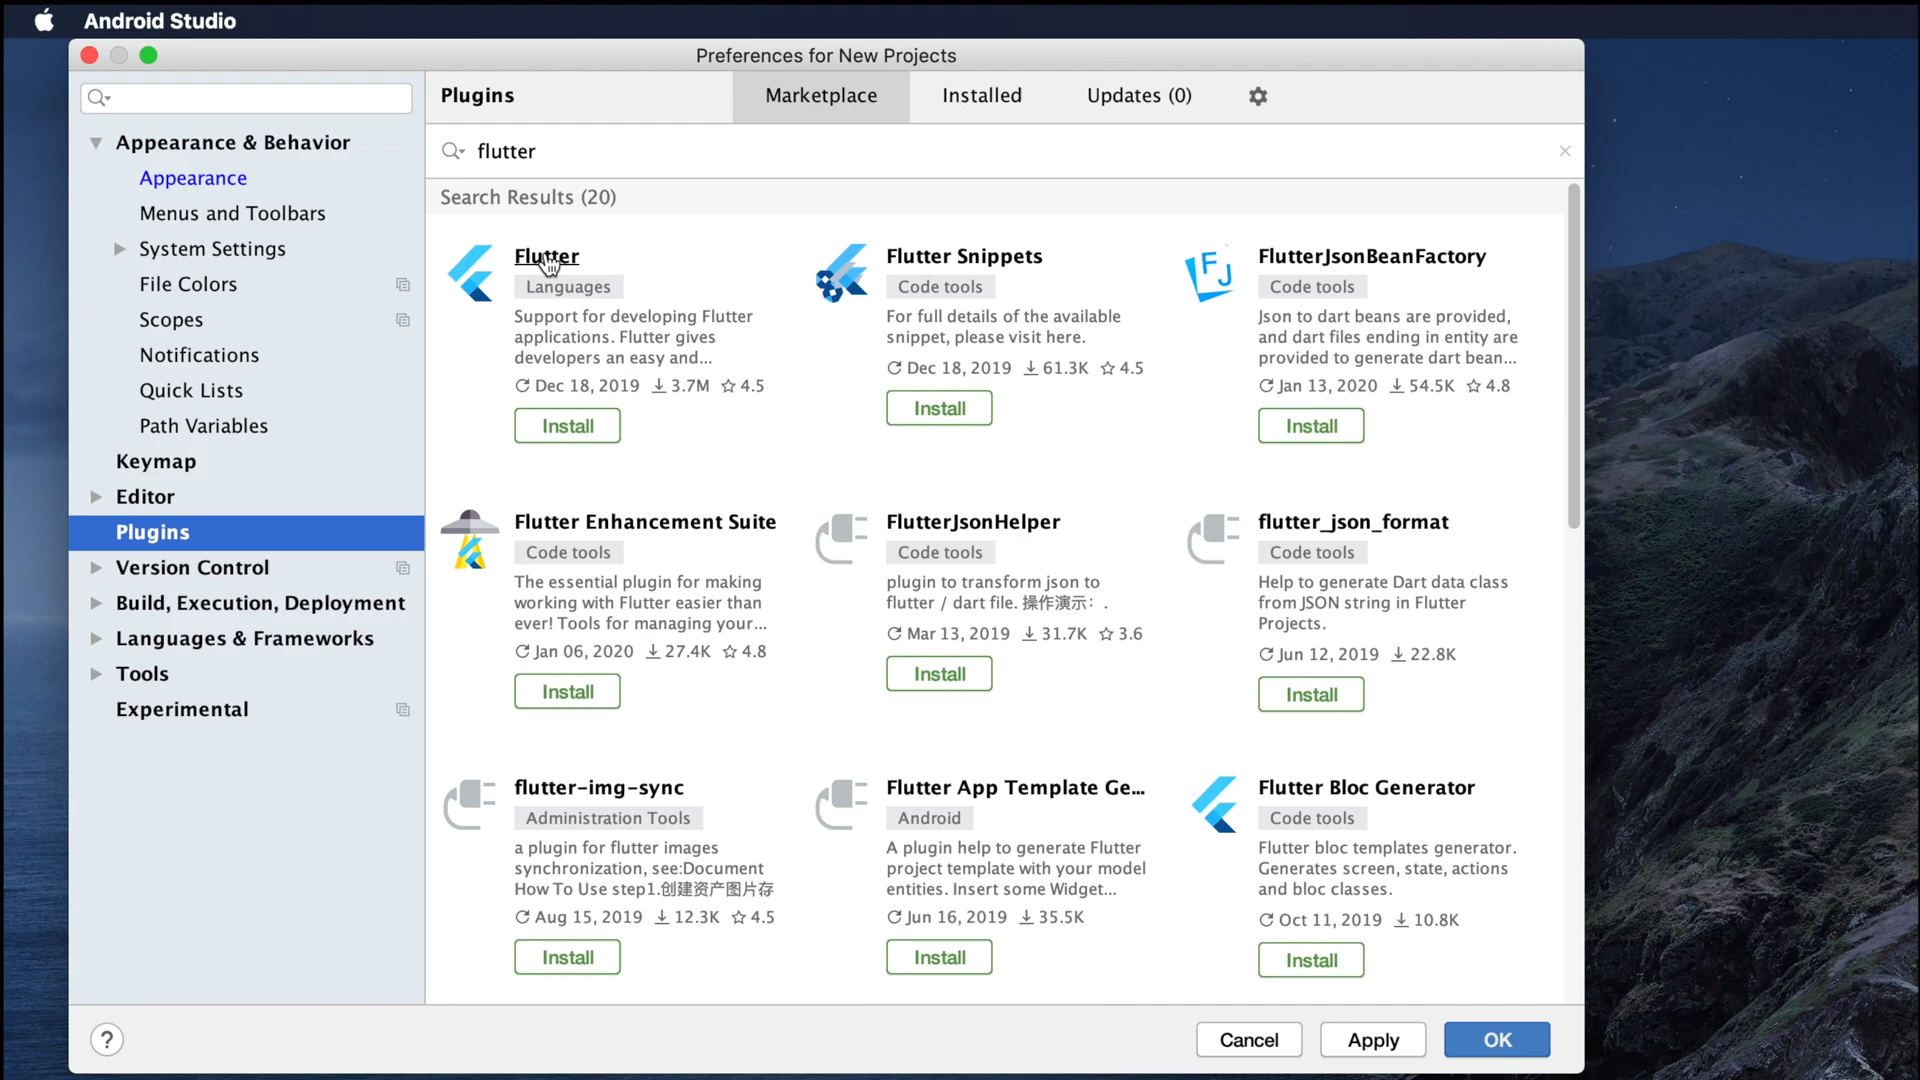 Android Studio
Preferences for New Projects
Appearance & Behavior
Appearance
Menus and Toolbars
System Settings
File Colors
Scopes
Notifications
Quick Lists
Path Variables
Keymap
Editor
Plugins
Version Control
Build, Execution, Deployment
Languages & Frameworks
Tools
Experimental
Plugins
Marketplace
Installed
Updates (0)
flutter
Search Results (20)
Flutter
Languages
Support for developing Flutter
applications. Flutter gives
developers an easy and...
Dec 18, 2019 3.7M 4.5
Install
Flutter Snippets
Code tools
For full details of the available
snippet, please visit here.
Dec 18, 2019 61.3K 4.5
Install
FlutterJsonBeanFactory
Code tools
Json to dart beans are provided,
and dart files ending in entity are
provided to generate dart bean...
Jan 13, 2020 54.5K 4.8
Install
Flutter Enhancement Suite
Code tools
The essential plugin for making
working with Flutter easier than
ever! Tools for managing your...
Jan 06, 2020 27.4K 4.8
Install
FlutterJsonHelper
Code tools
plugin to transform json to
flutter / dart file. 操作演示： .
Mar 13, 2019 31.7K 3.6
Install
flutter_json_format
Code tools
Help to generate Dart data class
from JSON string in Flutter
Projects.
Jun 12, 2019 22.8K
Install
flutter-img-sync
Administration Tools
a plugin for flutter images
synchronization, see:Document
How To Use step1.创建资产图片存
Aug 15, 2019 12.3K 4.5
Install
Flutter App Template Ge...
Android
A plugin help to generate Flutter
project template with your model
entities. Insert some Widget...
Jun 16, 2019 35.5K
Install
Flutter Bloc Generator
Code tools
Flutter bloc templates generator.
Generates screen, state, actions
and bloc classes.
Oct 11, 2019 10.8K
Install
?
Cancel
Apply
OK